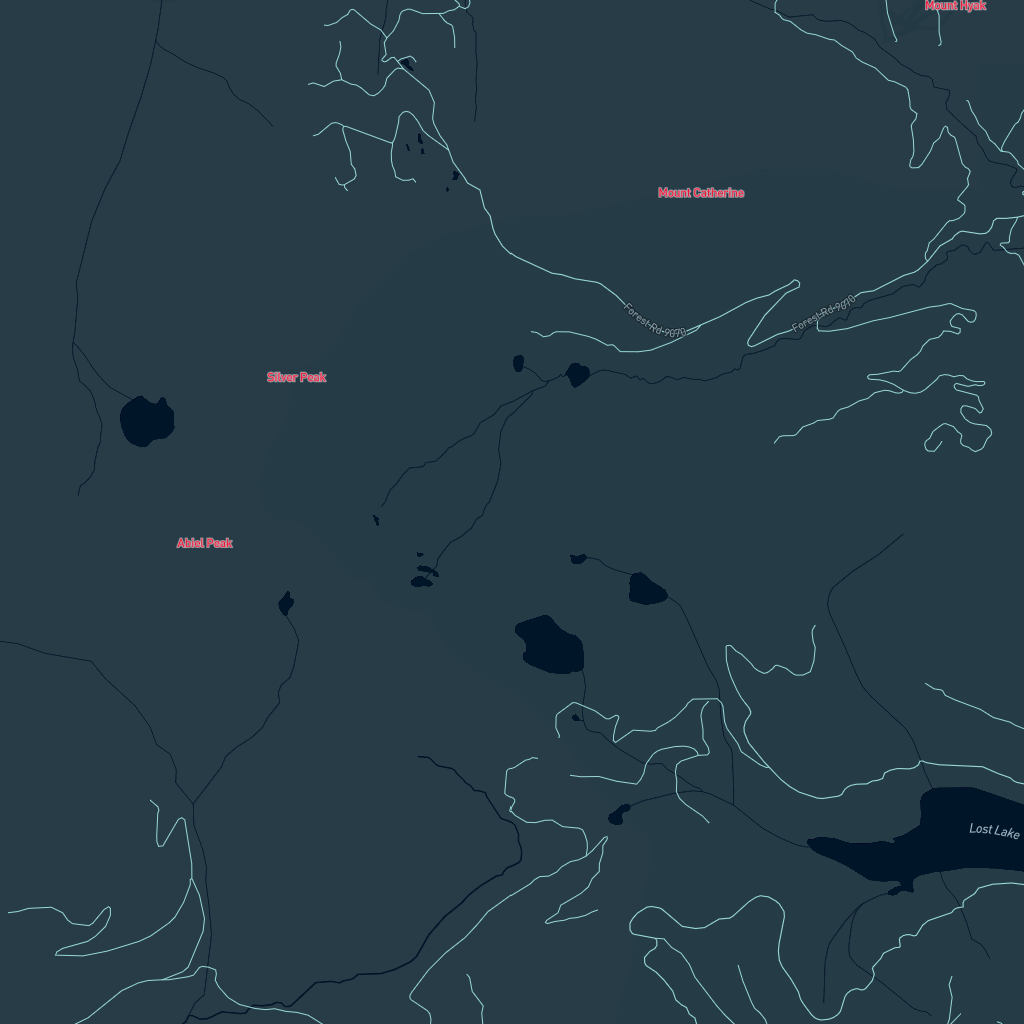 Mount Hyak
Mount Catherine
Forest Rd 9070
Forest Rd 9070
Silver Peak
Abiel Peak
Lost Lake